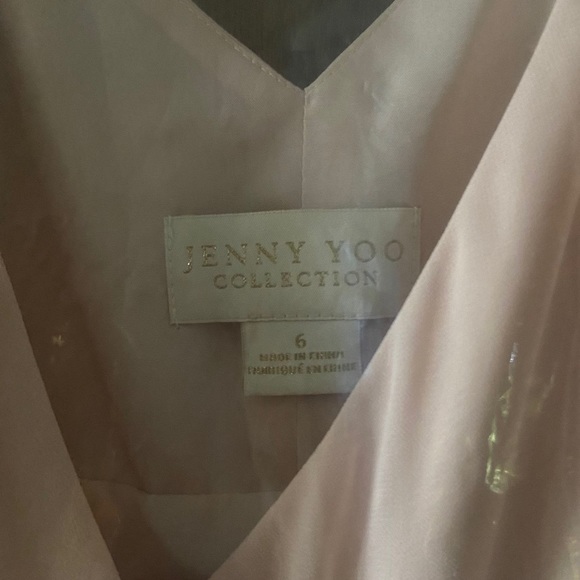 JENNY YOO
COLLECTION
6
MADE IN CHINA
FABRIQUÉ EN CHINE